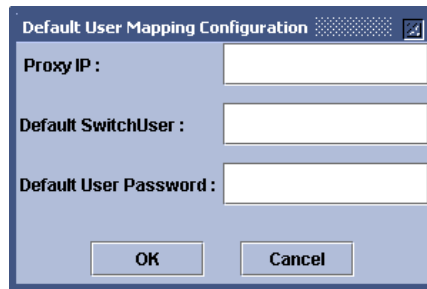 Default User Mapping Configuration
Proxy IP :
Default SwitchUser :
Default User Password :
OK Cancel